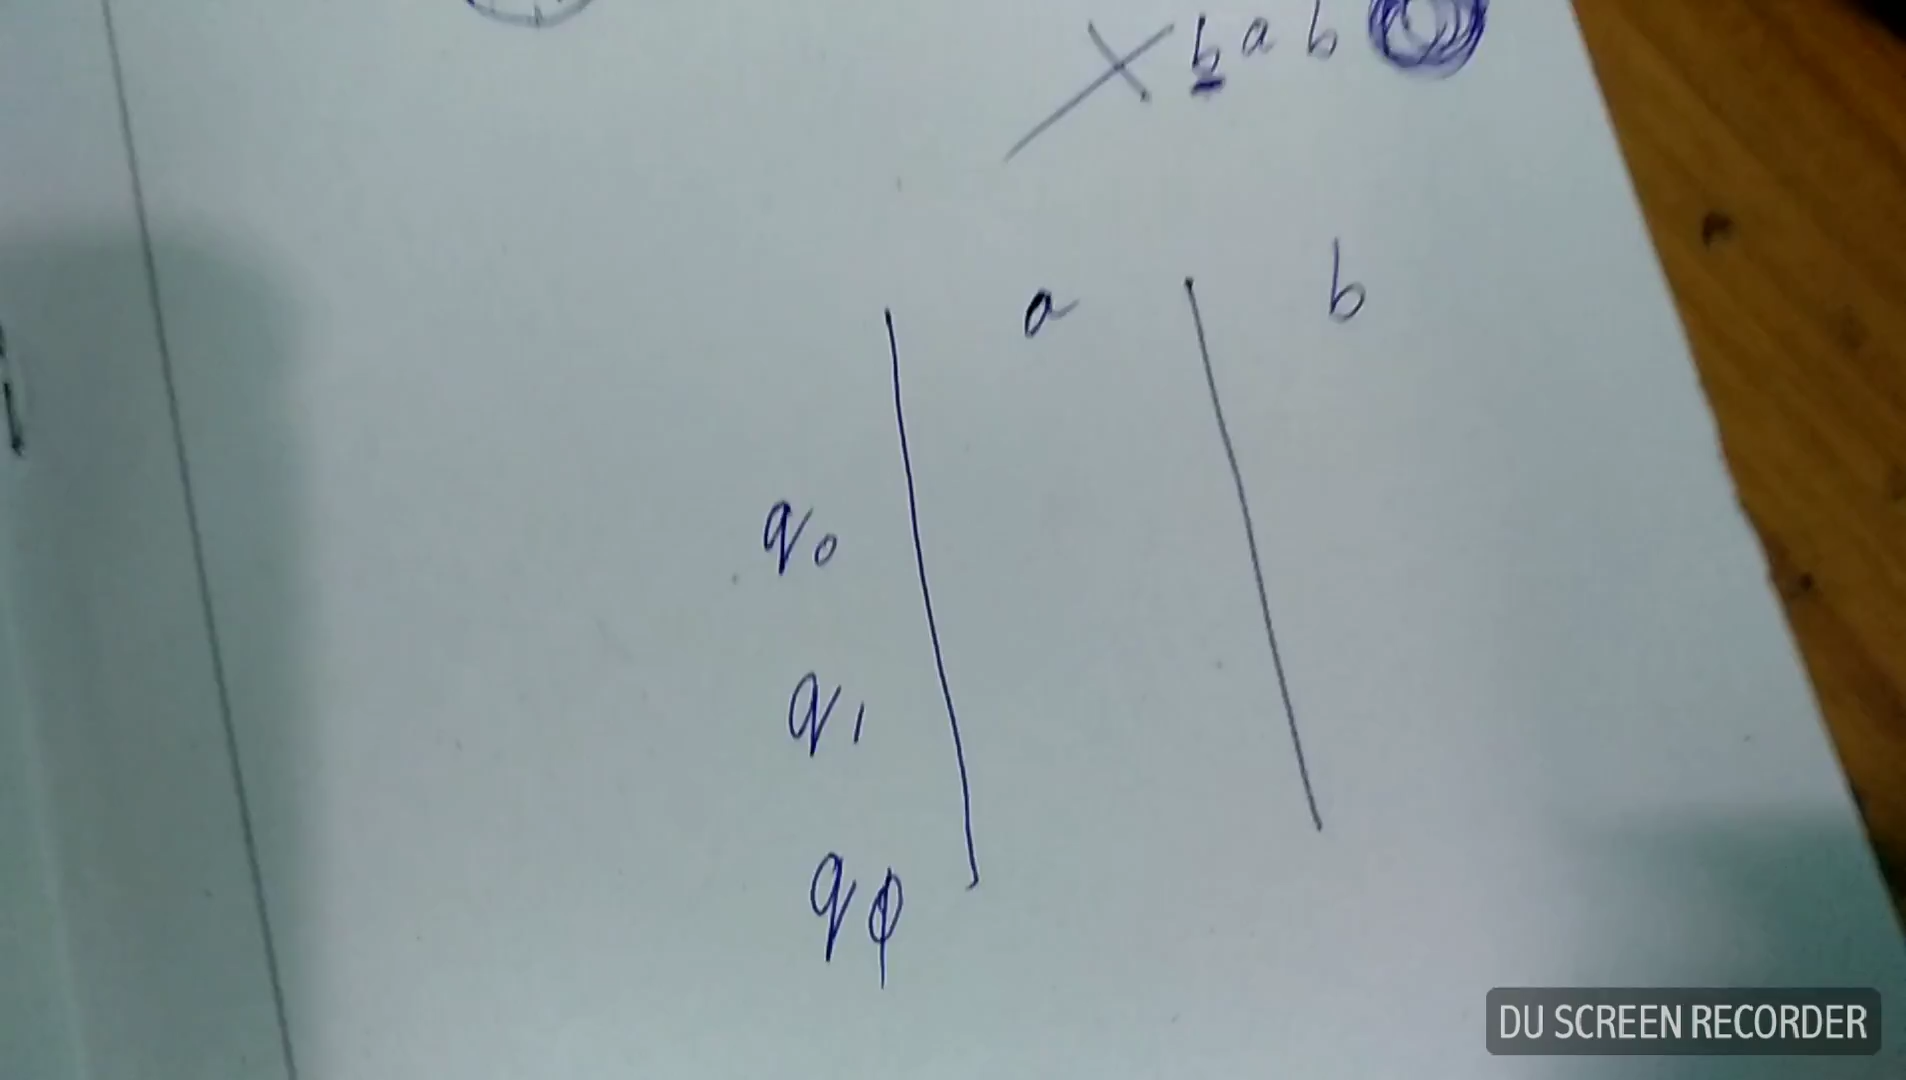 b a b
a b
q0
q1
qφ
DU SCREEN RECORDER